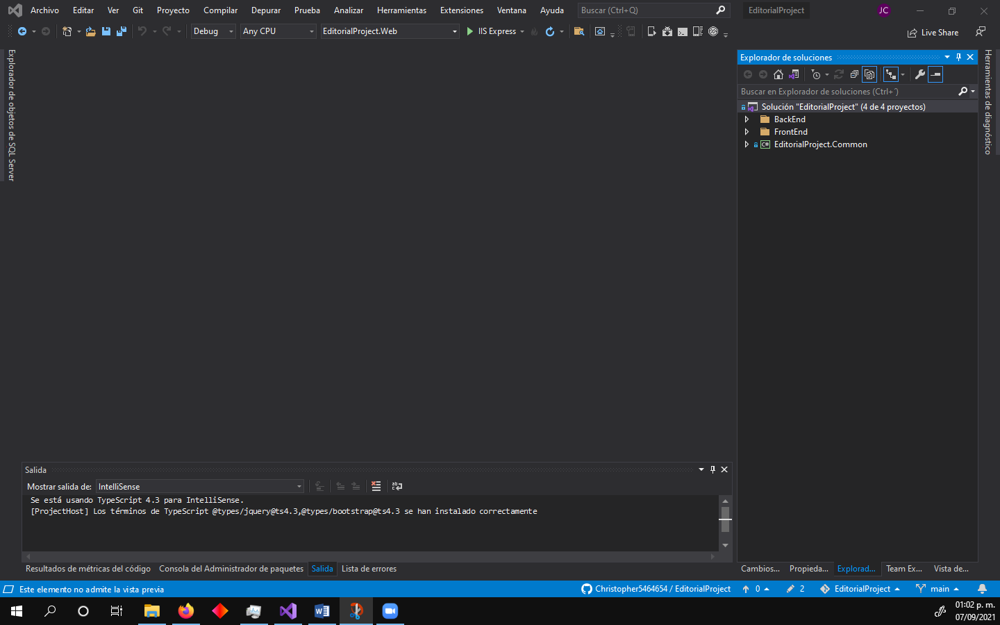 Archivo Editar Ver Git Proyecto Compilar Depurar Prueba Analizar Herramientas Extensiones Ventana Ayuda Buscar (Ctrl+Q) EditorialProject JC
Debug Any CPU EditorialProject.Web IIS Express Live Share
Explorador de objetos de SQL Server
Explorador de soluciones
Buscar en Explorador de soluciones (Ctrl+´)
Solución "EditorialProject" (4 de 4 proyectos)
BackEnd
FrontEnd
C# EditorialProject.Common
Herramientas de diagnóstico
Salida
Mostrar salida de: IntelliSense
Se está usando TypeScript 4.3 para IntelliSense.
[ProjectHost] Los términos de TypeScript @types/jquery@ts4.3,@types/bootstrap@ts4.3 se han instalado correctamente
Resultados de métricas del código Consola del Administrador de paquetes Salida Lista de errores
Cambios... Propieda... Explorad... Team Ex... Vista de...
Este elemento no admite la vista previa Christopher5464654 / EditorialProject 0 2 EditorialProject main
01:02 p. m.
07/09/2021